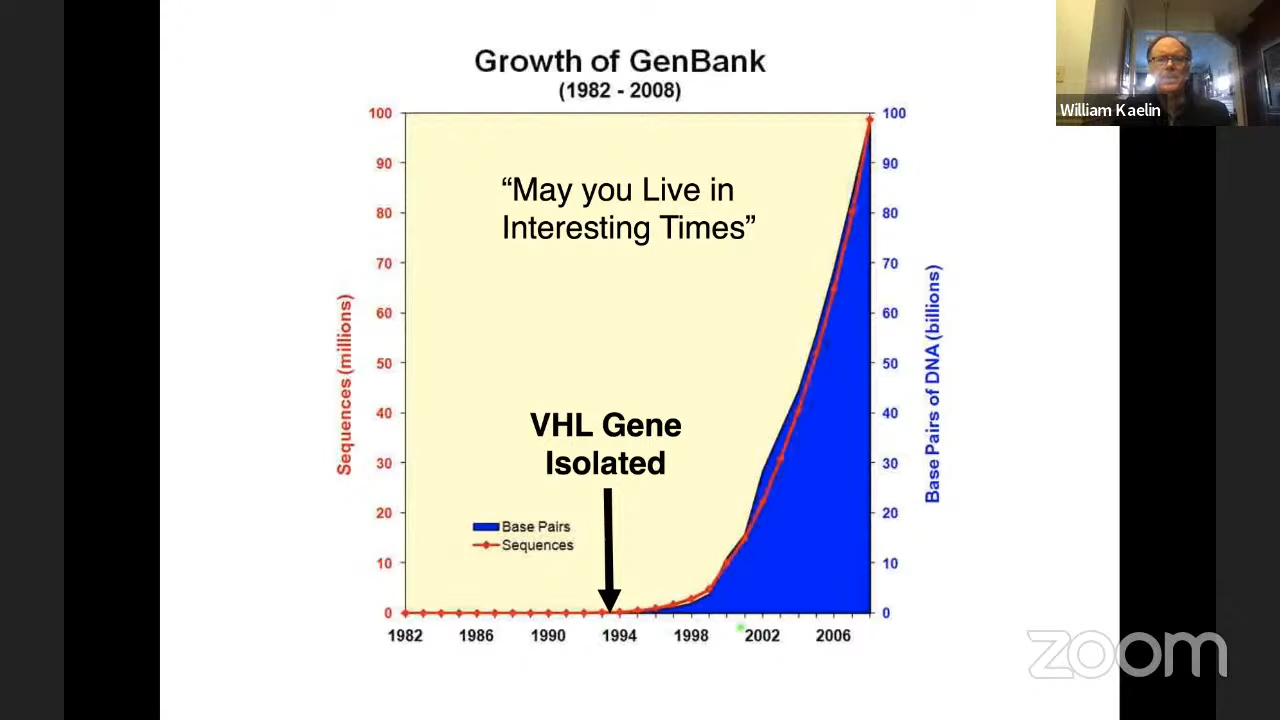 Growth of GenBank
(1982 - 2008)
William Kaelin
100
90
80
70
60
50
40
30
20
10
0
Sequences (millions)
100
90
80
70
60
50
40
30
20
10
0
Base Pairs of DNA (billions)
“May you Live in
Interesting Times”
VHL Gene
Isolated
Base Pairs
Sequences
1982 1986 1990 1994 1998 2002 2006
zoom